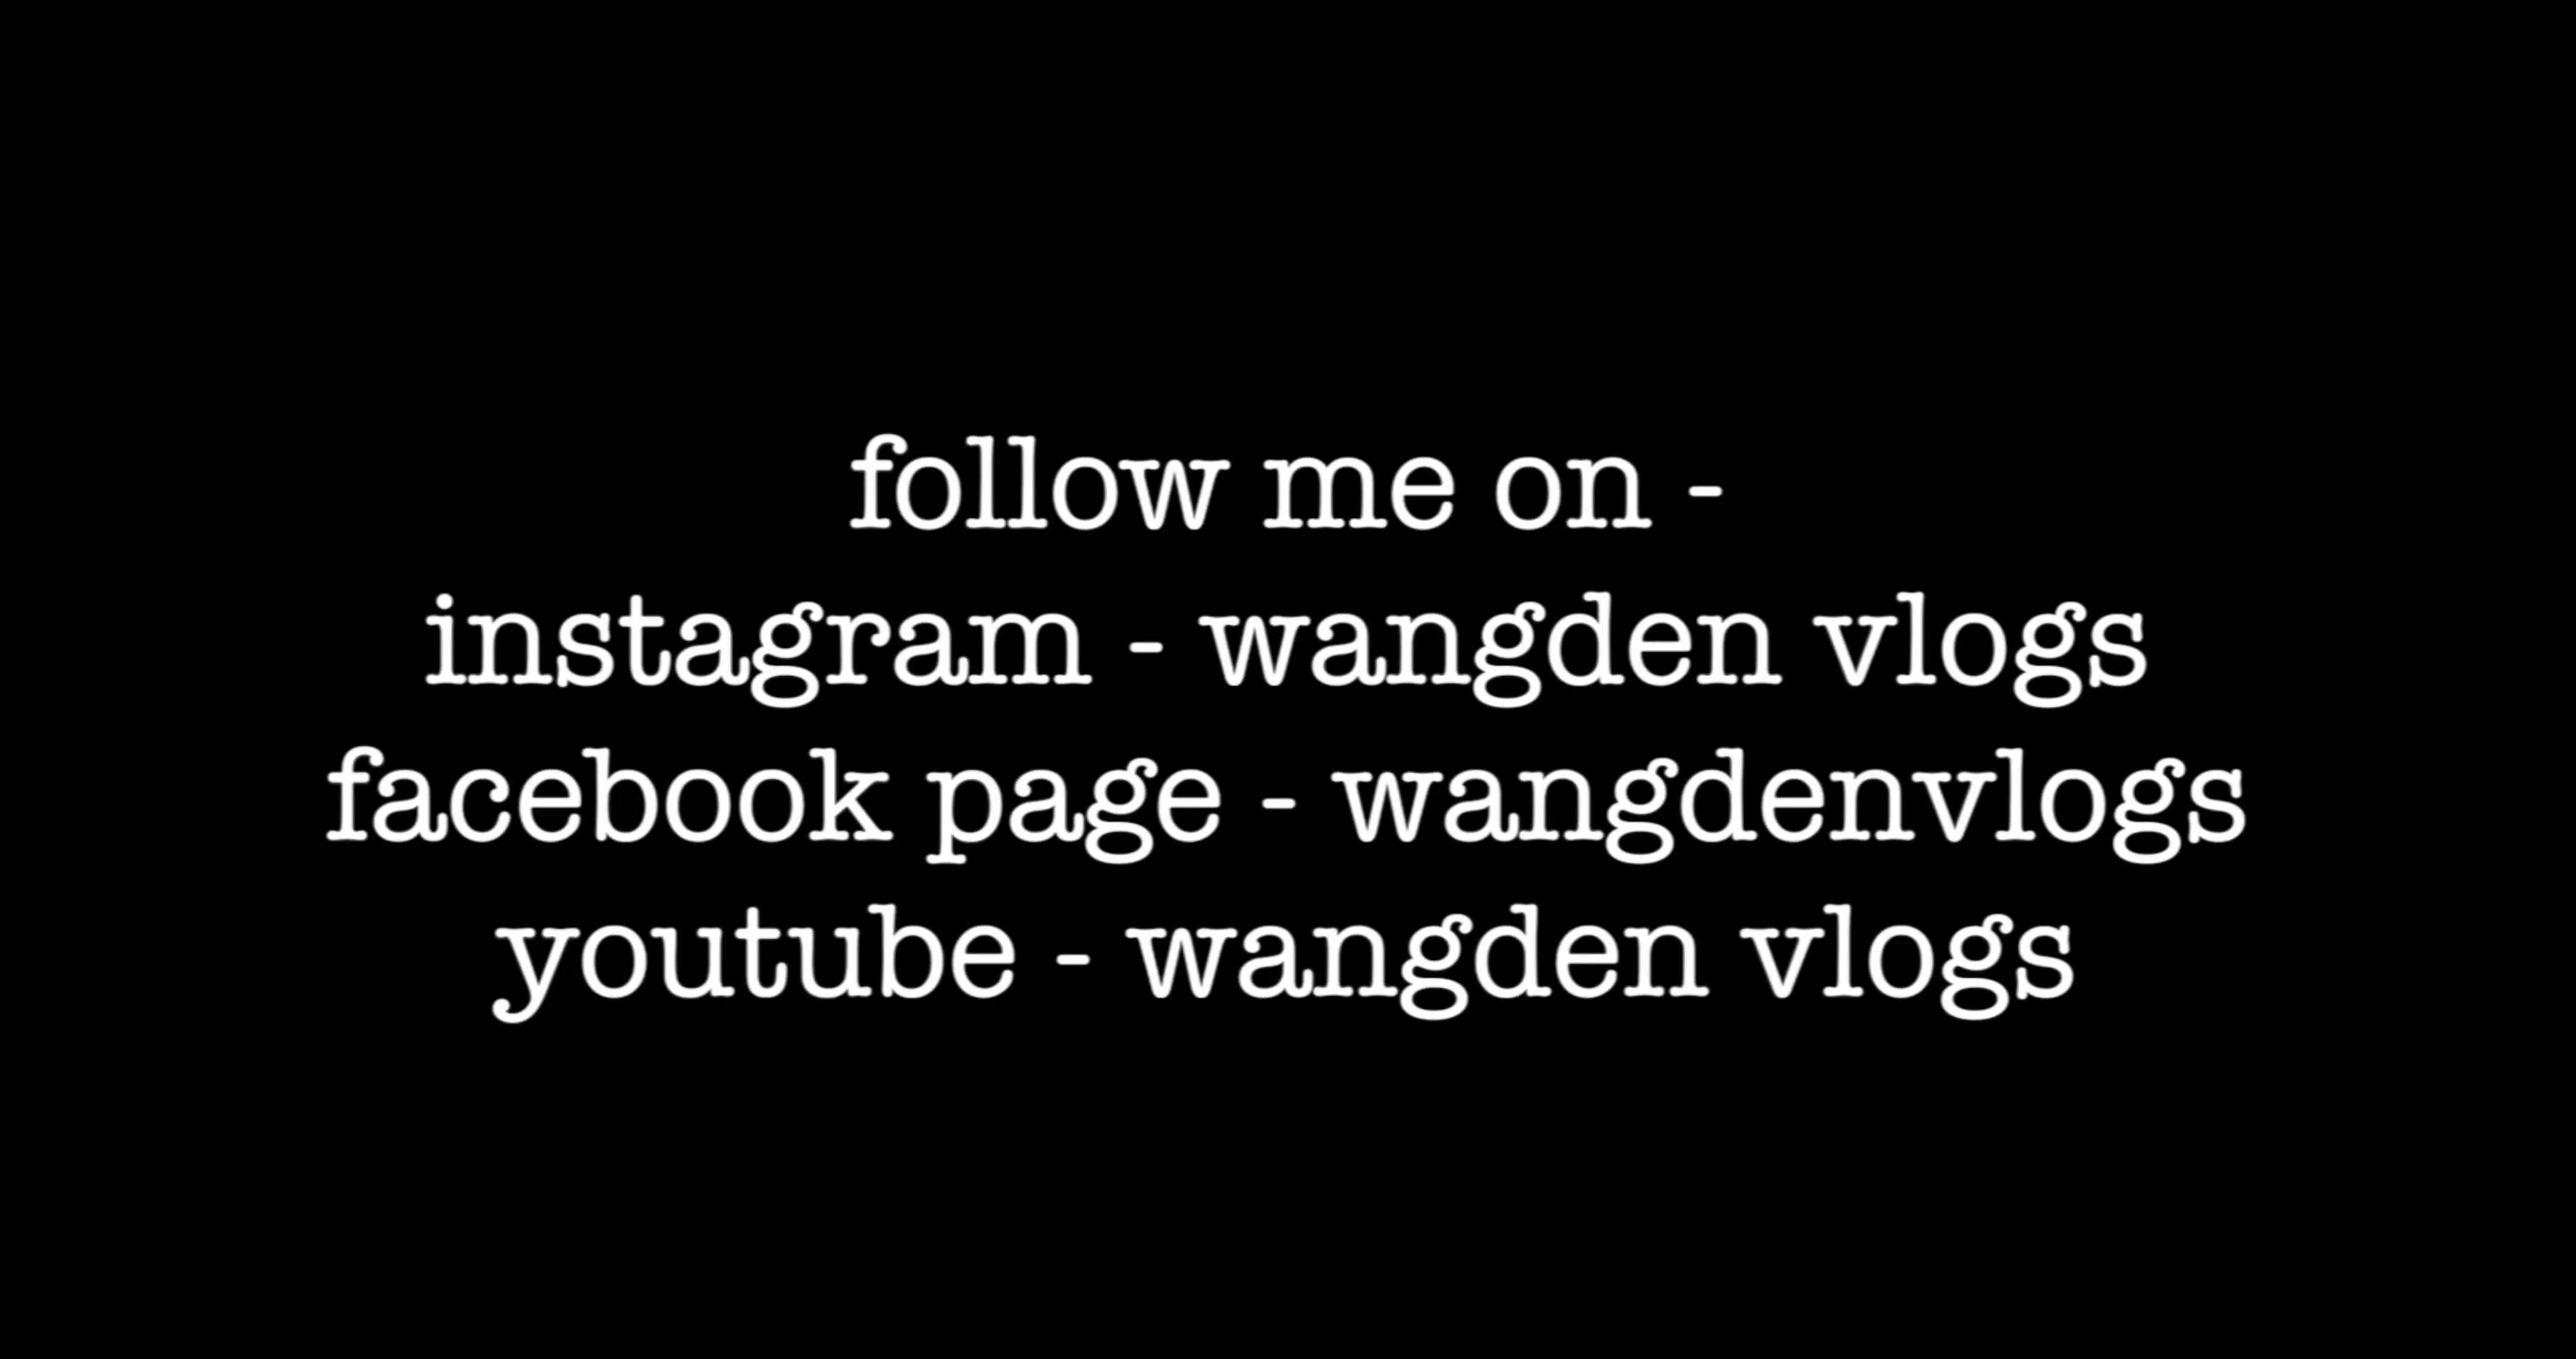 follow me on -
instagram - wangden vlogs
facebook page - wangdenvlogs
youtube - wangden vlogs